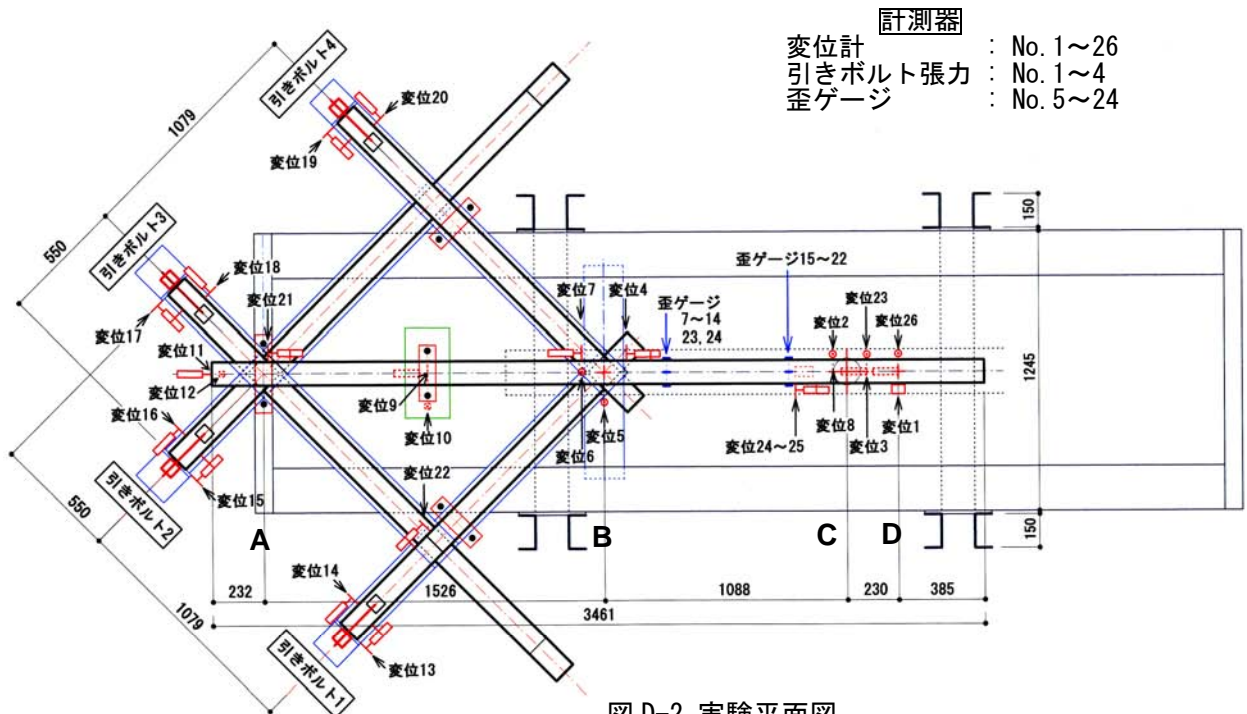 計測器
変位計 : No.1～26
引きボルト張力 : No.1～4
歪ゲージ : No.5～24
引きボルト4
変位20
1079
変位19
引きボルト3
150
550
変位18
歪ゲージ15～22
変位21
変位7
変位4
歪ゲージ
7～14
23,24
変位23
変位2
変位26
変位17
変位11
変位12
1245
変位16
変位9
変位10
変位5
変位6
変位8
変位3
変位1
変位24～25
変位22
変位15
引きボルト2
550
A
B
C
D
150
変位14
232
1526
1088
230
385
3461
1079
変位13
引きボルト1
図 D-2 実験平面図